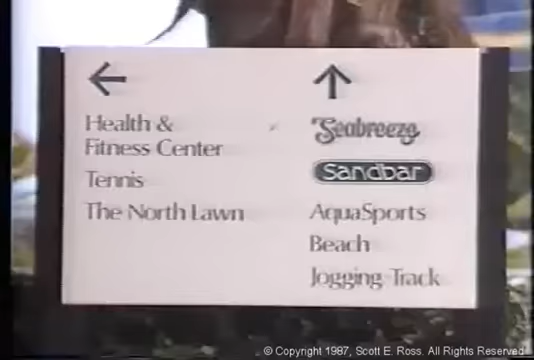 ←
Health &
Fitness Center
Tennis
The North Lawn
↑
Seabreeze
Sandbar
AquaSports
Beach
Jogging Track
© Copyright 1987, Scott E. Ross. All Rights Reserved